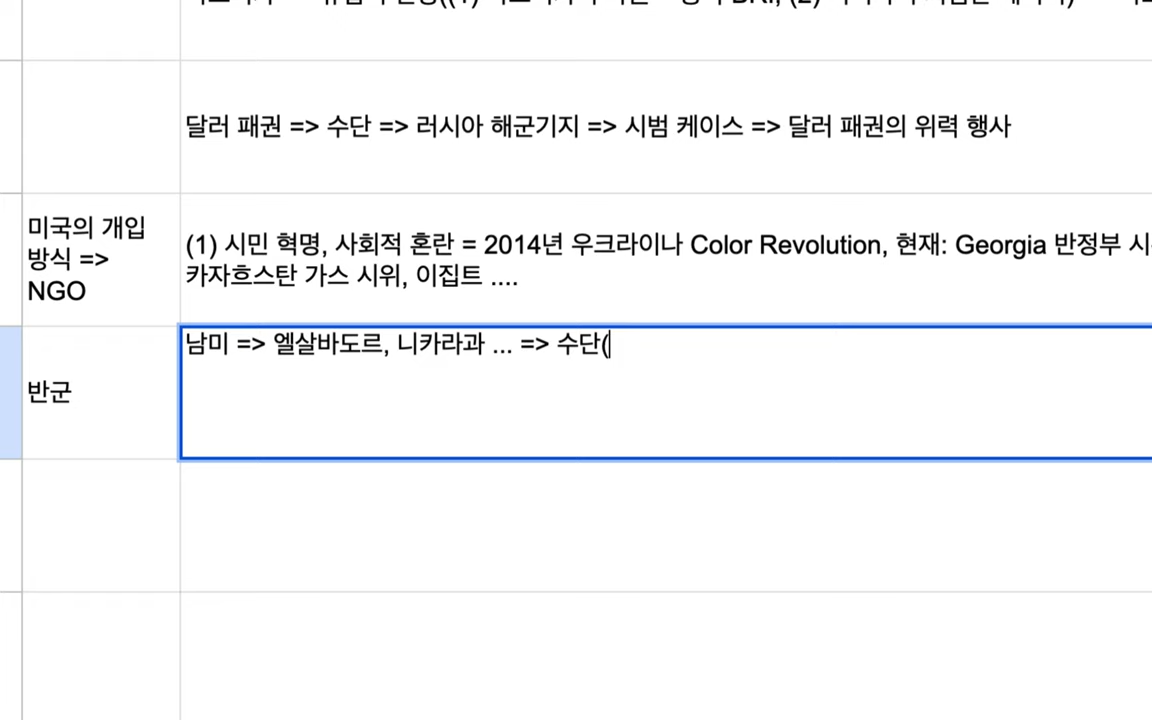 달러 패권 => 수단 => 러시아 해군기지 => 시범 케이스 => 달러 패권의 위력 행사
미국의 개입
방식 =>
NGO
(1) 시민 혁명, 사회적 혼란 = 2014년 우크라이나 Color Revolution, 현재: Georgia 반정부 시
카자흐스탄 가스 시위, 이집트 ....
반군
남미 => 엘살바도르, 니카라과 ... => 수단(